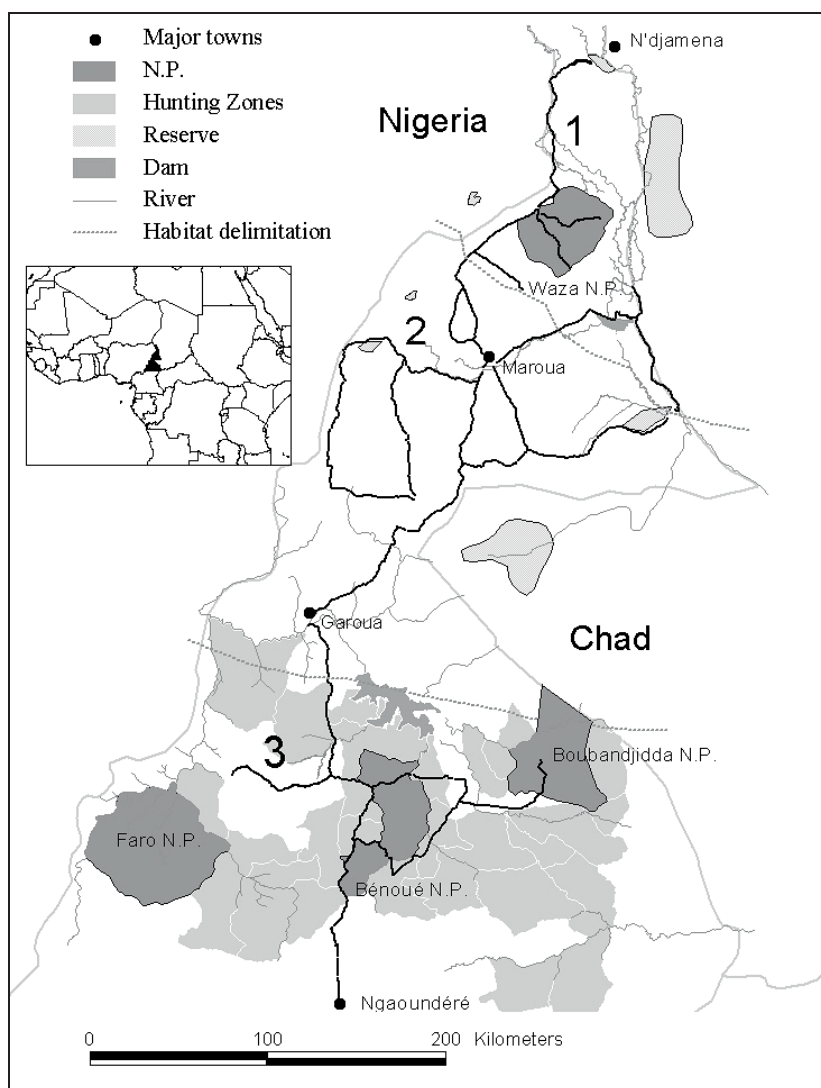 Major towns
N.P.
Hunting Zones
Reserve
Dam
River
Habitat delimitation
N'djamena
Nigeria
1
Waza N.P.
2
Maroua
Garoua
Chad
3
Boubandjidda N.P.
Faro N.P.
Bénoué N.P.
Ngaoundéré
0 100 200 Kilometers